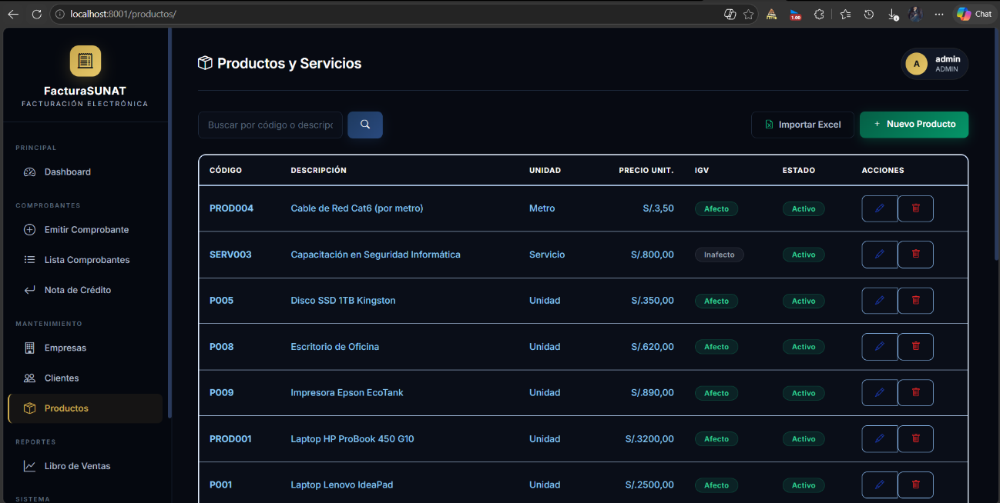 localhost:8001/productos/
1.00
Chat
FacturaSUNAT
FACTURACIÓN ELECTRÓNICA
PRINCIPAL
Dashboard
COMPROBANTES
Emitir Comprobante
Lista Comprobantes
Nota de Crédito
MANTENIMIENTO
Empresas
Clientes
Productos
REPORTES
Libro de Ventas
SISTEMA
Productos y Servicios
A
admin
ADMIN
Buscar por código o descripc
Importar Excel
+ Nuevo Producto
CÓDIGO DESCRIPCIÓN UNIDAD PRECIO UNIT. IGV ESTADO ACCIONES
PROD004 Cable de Red Cat6 (por metro) Metro S/.3,50 Afecto Activo
SERV003 Capacitación en Seguridad Informática Servicio S/.800,00 Inafecto Activo
P005 Disco SSD 1TB Kingston Unidad S/.350,00 Afecto Activo
P008 Escritorio de Oficina Unidad S/.620,00 Afecto Activo
P009 Impresora Epson EcoTank Unidad S/.890,00 Afecto Activo
PROD001 Laptop HP ProBook 450 G10 Unidad S/.3200,00 Afecto Activo
P001 Laptop Lenovo IdeaPad Unidad S/.2500,00 Afecto Activo